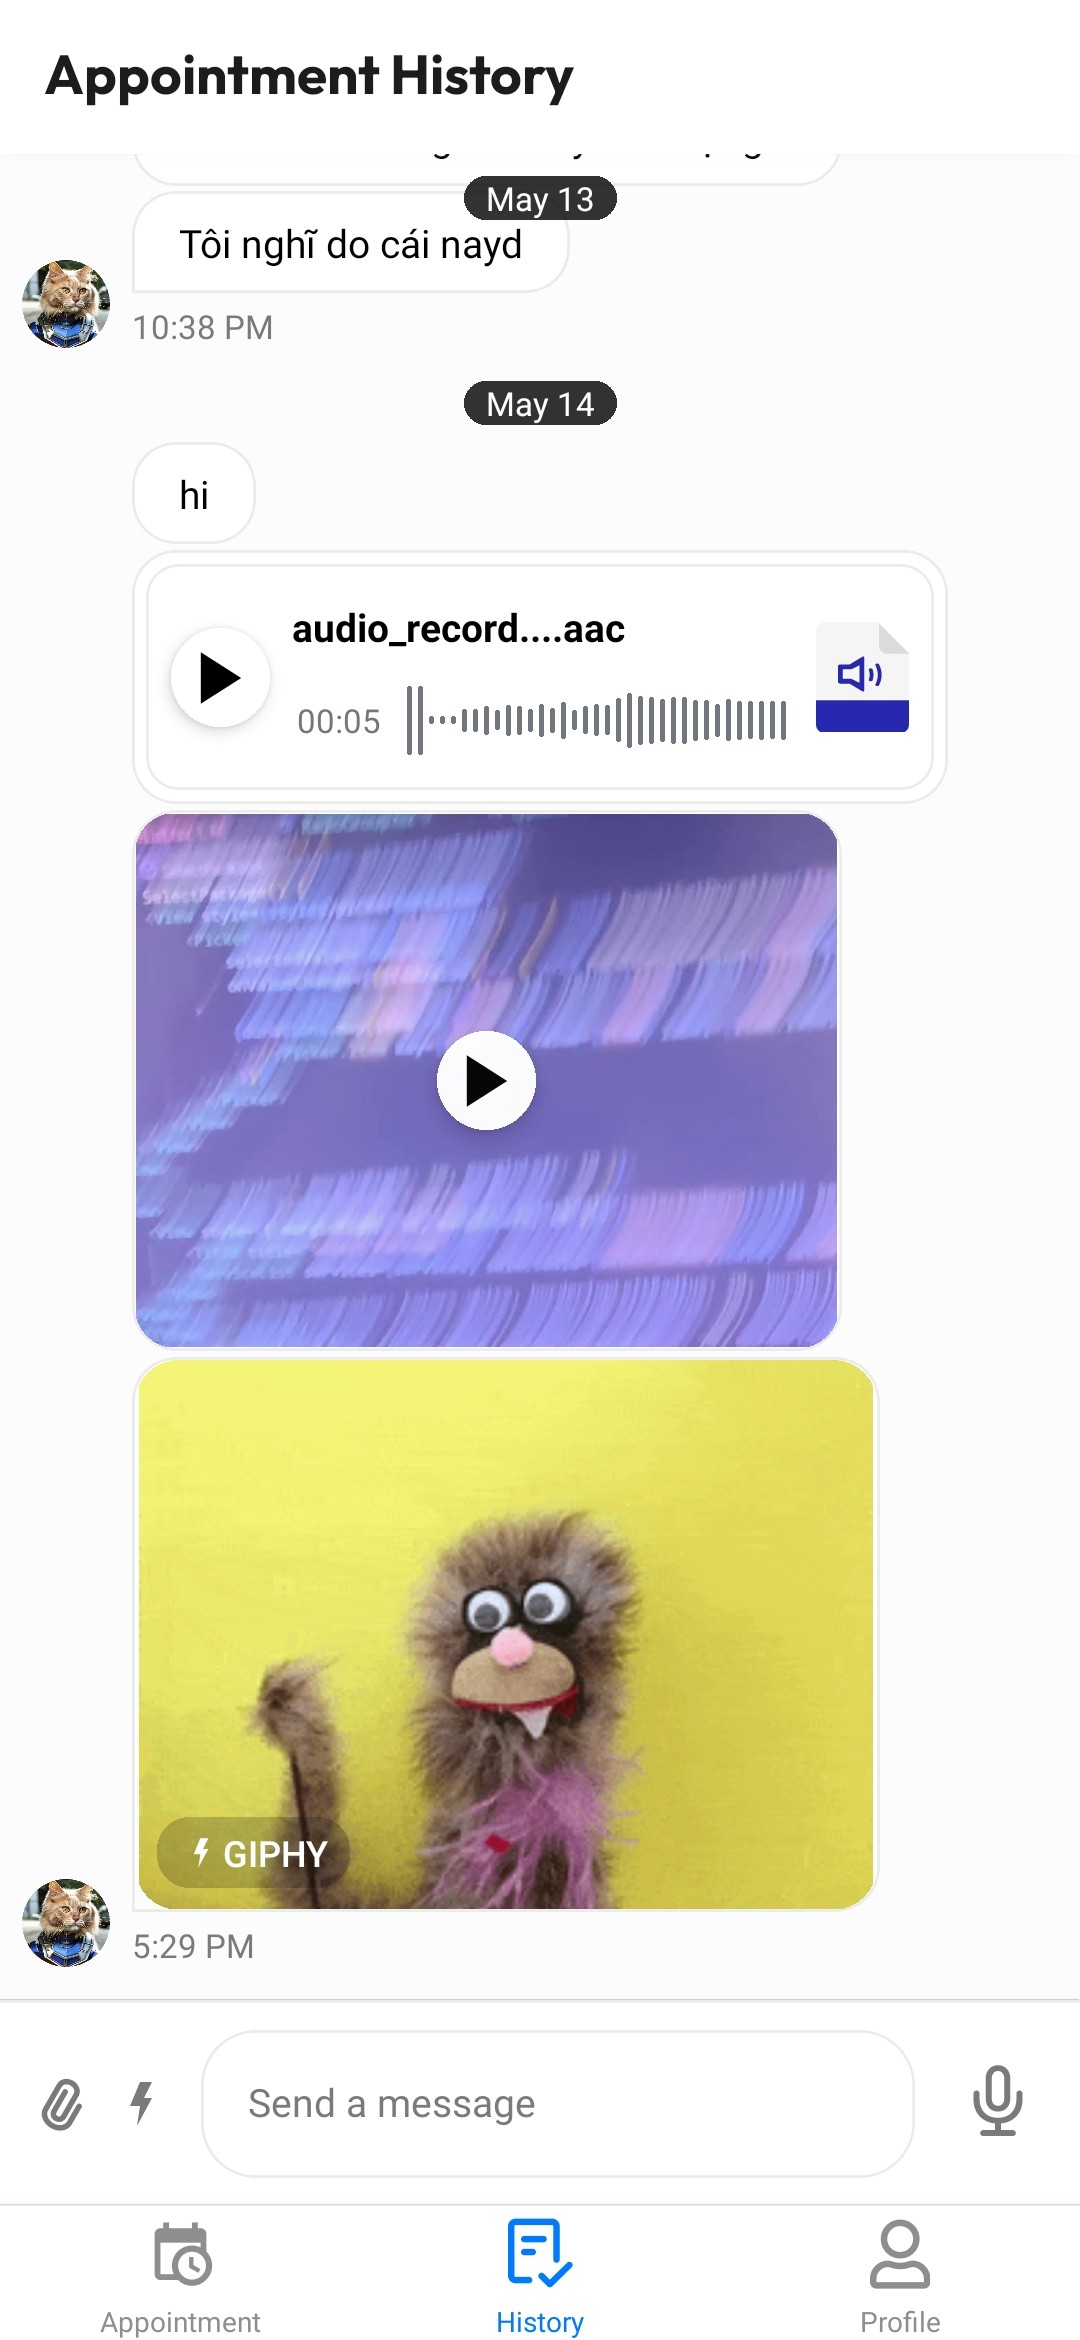 Appointment History
May 13
Tôi nghĩ do cái nayd
10:38 PM
May 14
hi
audio_record....aac
00:05
GIPHY
5:29 PM
Send a message
Appointment
History
Profile